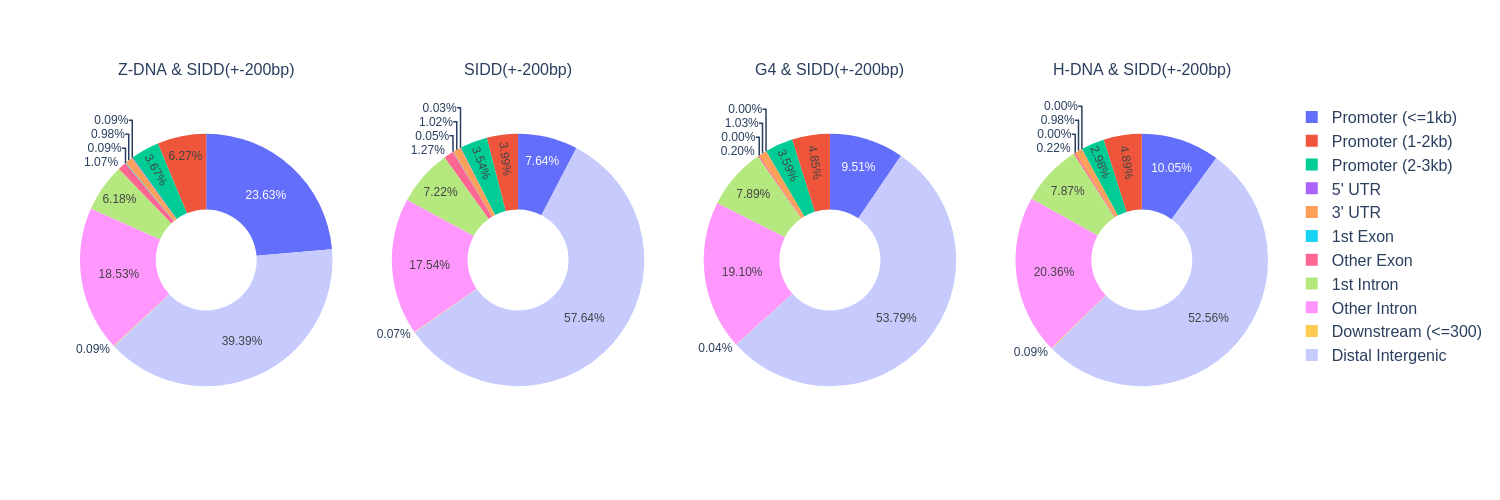 Z-DNA & SIDD(+-200bp)
SIDD(+-200bp)
G4 & SIDD(+-200bp)
H-DNA & SIDD(+-200bp)
0.09%
0.98%
0.09%
1.07%
3.67%
6.27%
23.63%
6.18%
18.53%
0.09%
39.39%
0.03%
1.02%
0.05%
1.27%
3.54%
3.99%
7.64%
7.22%
17.54%
0.07%
57.64%
0.00%
1.03%
0.00%
0.20%
3.59%
4.85%
9.51%
7.89%
19.10%
0.04%
53.79%
0.00%
0.98%
0.00%
0.22%
2.98%
4.89%
10.05%
7.87%
20.36%
0.09%
52.56%
Promoter (<=1kb)
Promoter (1-2kb)
Promoter (2-3kb)
5' UTR
3' UTR
1st Exon
Other Exon
1st Intron
Other Intron
Downstream (<=300)
Distal Intergenic